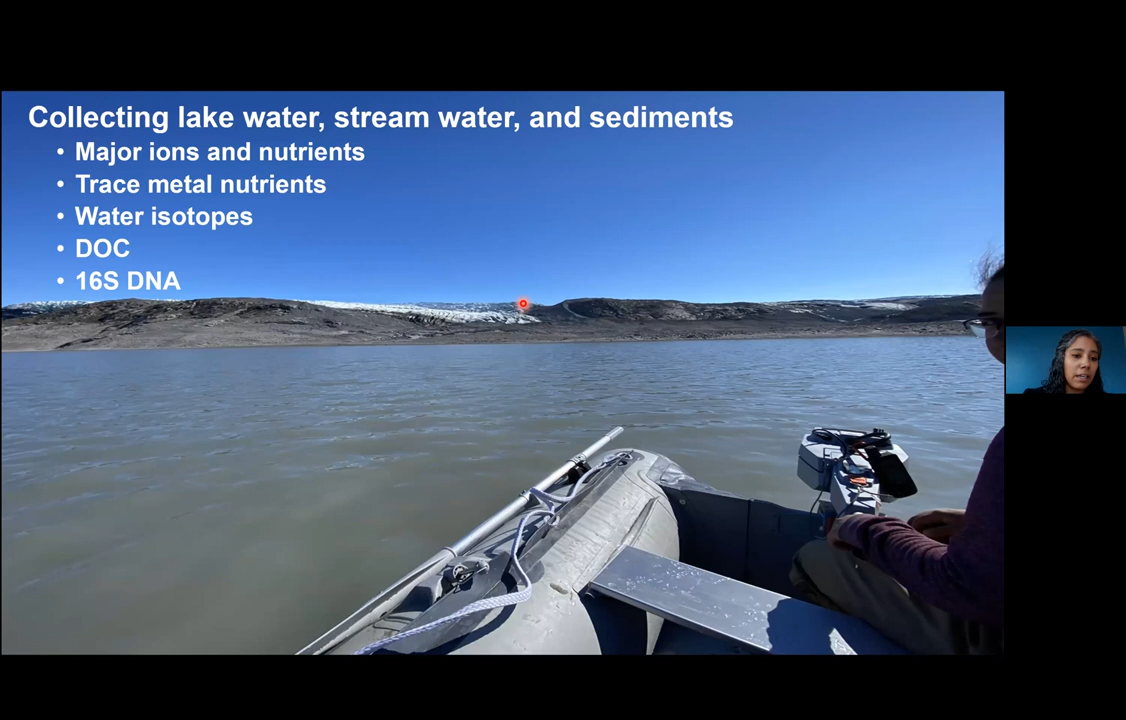 Collecting lake water, stream water, and sediments
• Major ions and nutrients
• Trace metal nutrients
• Water isotopes
• DOC
• 16S DNA